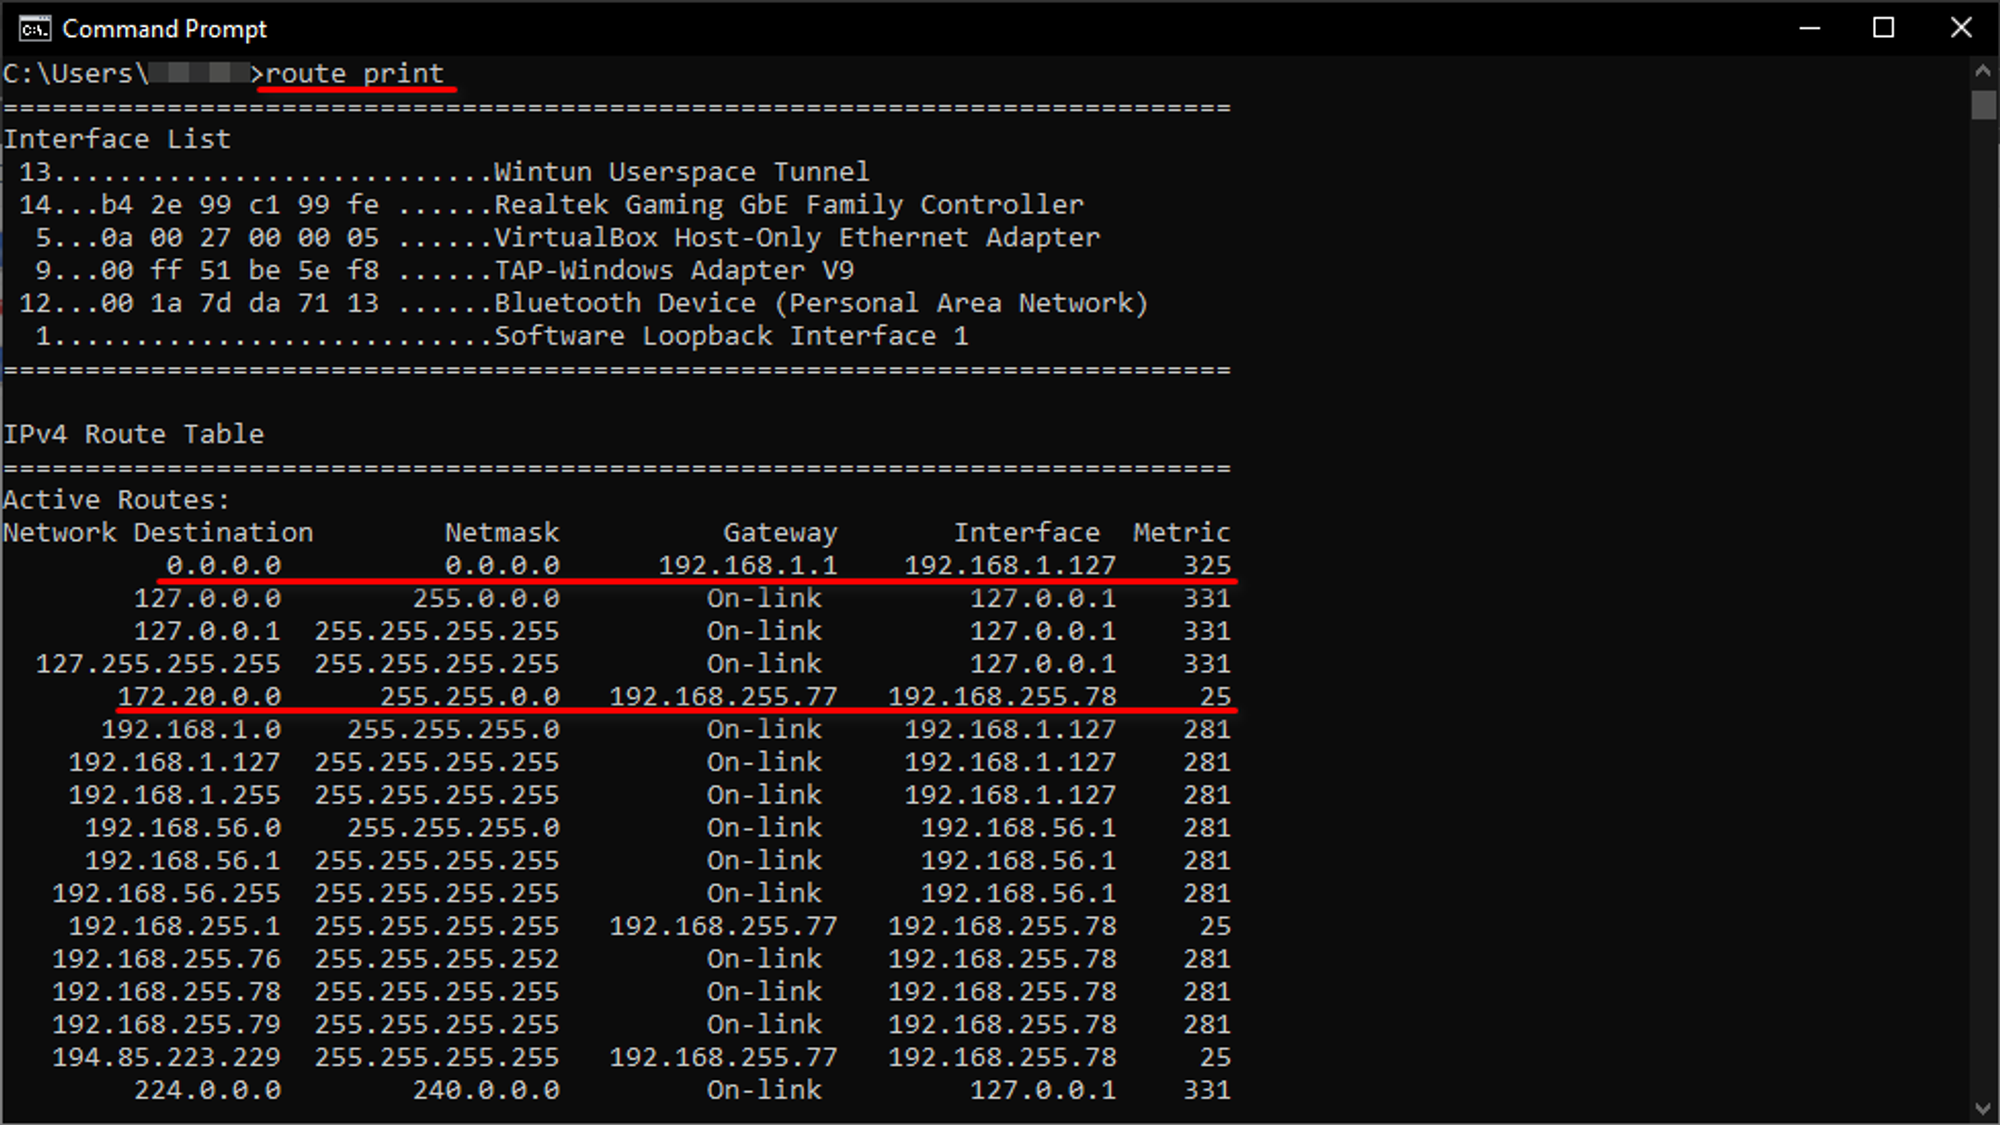 Command Prompt
C:\Users\ >route print
===========================================================================
Interface List
 13...........................Wintun Userspace Tunnel
 14...b4 2e 99 c1 99 fe ......Realtek Gaming GbE Family Controller
  5...0a 00 27 00 00 05 ......VirtualBox Host-Only Ethernet Adapter
  9...00 ff 51 be 5e f8 ......TAP-Windows Adapter V9
 12...00 1a 7d da 71 13 ......Bluetooth Device (Personal Area Network)
  1...........................Software Loopback Interface 1
===========================================================================
IPv4 Route Table
===========================================================================
Active Routes:
Network Destination        Netmask          Gateway       Interface  Metric
          0.0.0.0          0.0.0.0      192.168.1.1    192.168.1.127    325
        127.0.0.0        255.0.0.0         On-link         127.0.0.1    331
        127.0.0.1  255.255.255.255         On-link         127.0.0.1    331
  127.255.255.255  255.255.255.255         On-link         127.0.0.1    331
       172.20.0.0      255.255.0.0   192.168.255.77   192.168.255.78     25
      192.168.1.0    255.255.255.0         On-link     192.168.1.127    281
    192.168.1.127  255.255.255.255         On-link     192.168.1.127    281
    192.168.1.255  255.255.255.255         On-link     192.168.1.127    281
     192.168.56.0    255.255.255.0         On-link      192.168.56.1    281
     192.168.56.1  255.255.255.255         On-link      192.168.56.1    281
   192.168.56.255  255.255.255.255         On-link      192.168.56.1    281
    192.168.255.1  255.255.255.255   192.168.255.77   192.168.255.78     25
   192.168.255.76  255.255.255.252         On-link    192.168.255.78    281
   192.168.255.78  255.255.255.255         On-link    192.168.255.78    281
   192.168.255.79  255.255.255.255         On-link    192.168.255.78    281
   194.85.223.229  255.255.255.255   192.168.255.77   192.168.255.78     25
        224.0.0.0        240.0.0.0         On-link         127.0.0.1    331